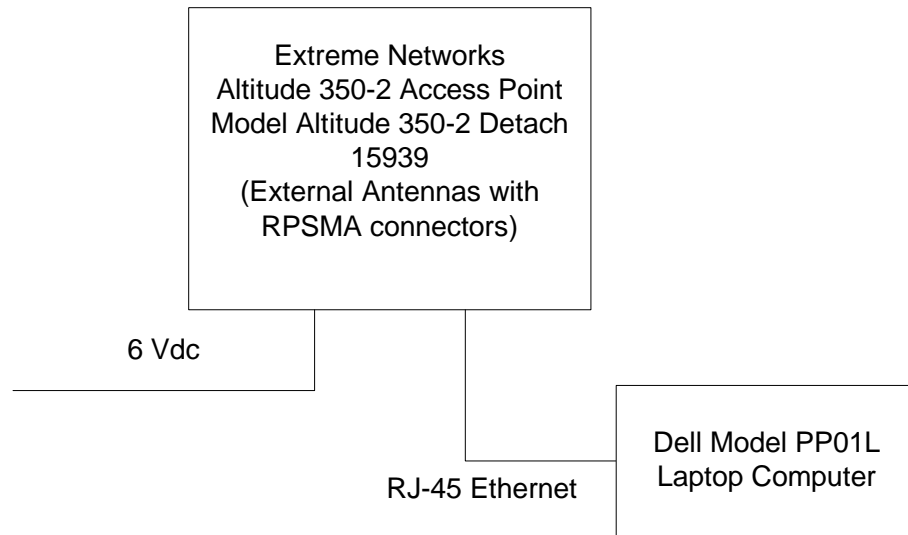 Extreme Networks
Altitude 350-2 Access Point
Model Altitude 350-2 Detach
15939
(External Antennas with
RPSMA connectors)
6 Vdc
Dell Model PP01L
Laptop Computer
RJ-45 Ethernet